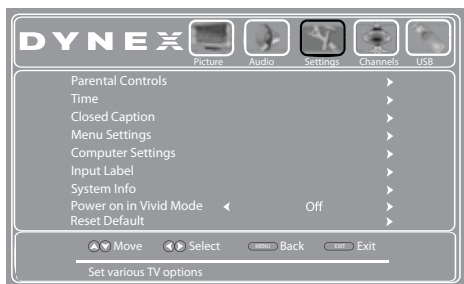 DYNEX
Picture Audio Settings Channels USB
Parental Controls
Time
Closed Caption
Menu Settings
Computer Settings
Input Label
System Info
Power on in Vivid Mode Off
Reset Default
Move Select MENU Back EXIT Exit
Set various TV options